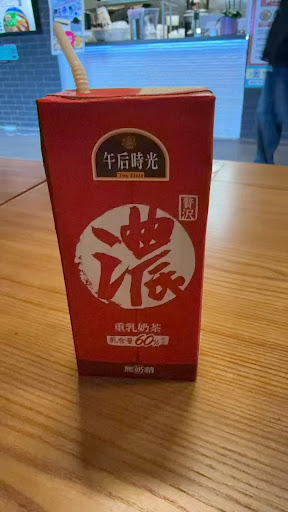 午后時光
Tea Time
贅沢
濃
重乳奶茶
乳含量60%
無奶精